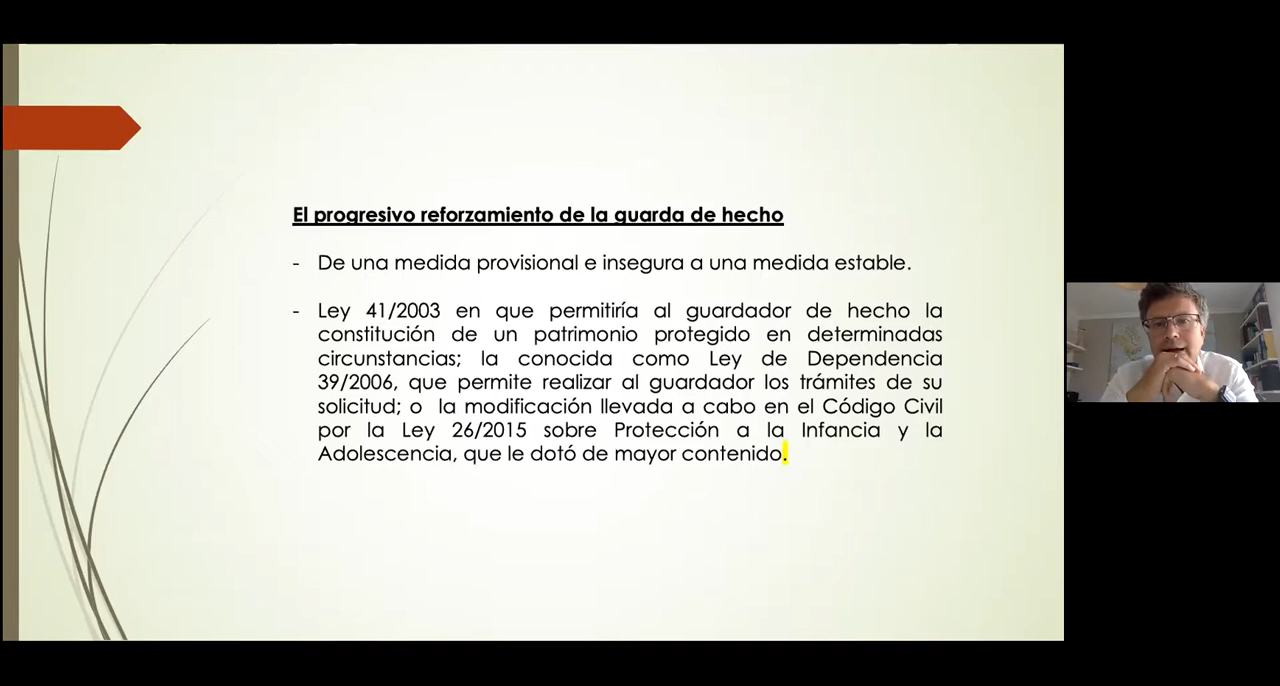 El progresivo reforzamiento de la guarda de hecho
- De una medida provisional e insegura a una medida estable.
- Ley 41/2003 en que permitiría al guardador de hecho la
constitución de un patrimonio protegido en determinadas
circunstancias; la conocida como Ley de Dependencia
39/2006, que permite realizar al guardador los trámites de su
solicitud; o la modificación llevada a cabo en el Código Civil
por la Ley 26/2015 sobre Protección a la Infancia y la
Adolescencia, que le dotó de mayor contenido.